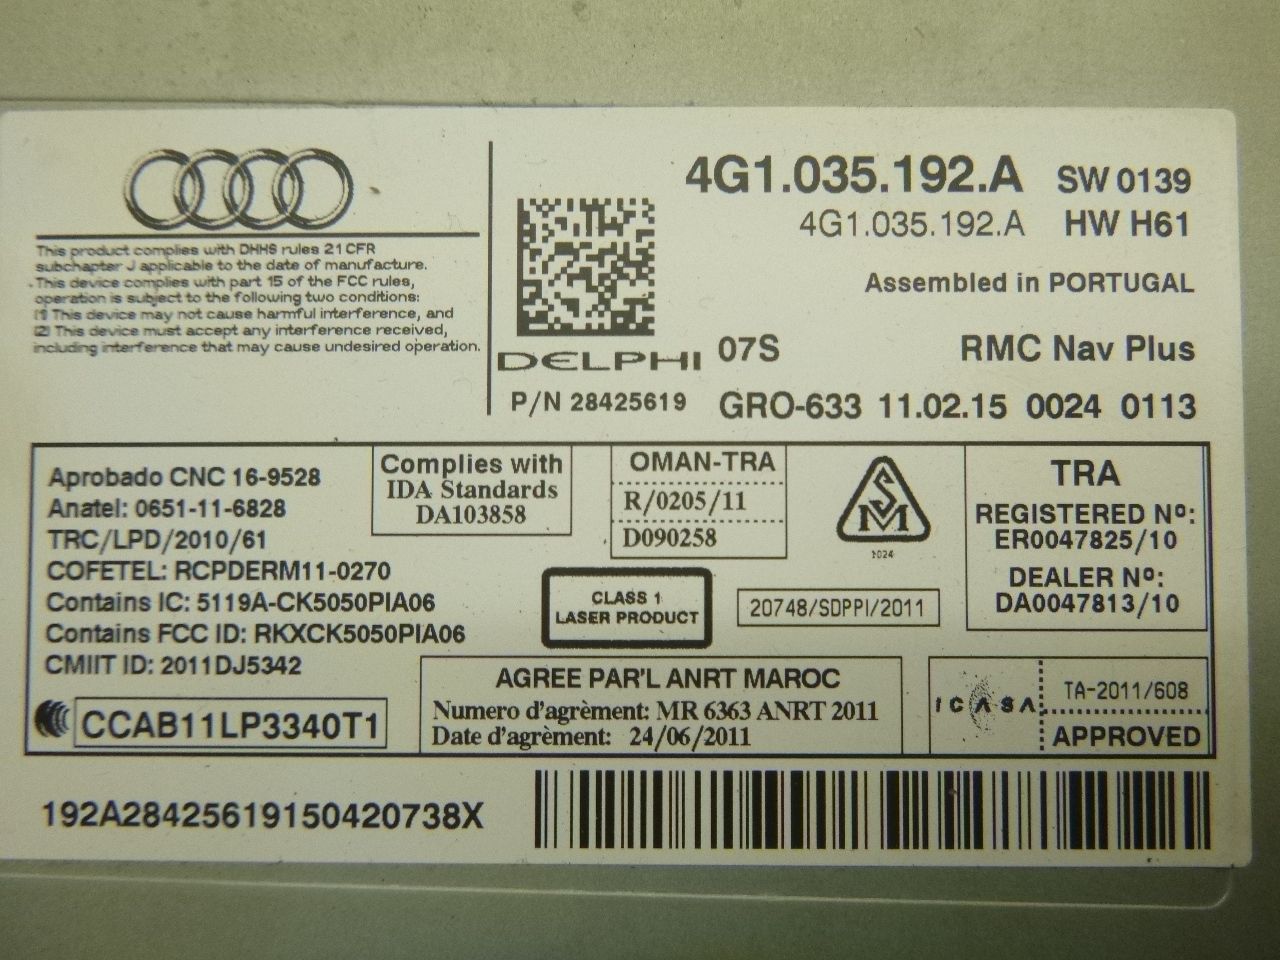 This product complies with DHHS rules 21 CFR
subchapter J applicable to the date of manufacture.
This device complies with part 15 of the FCC rules,
operation is subject to the following two conditions:
(1) This device may not cause harmful interference, and
(2) This device must accept any interference received,
including interference that may cause undesired operation.
4G1.035.192.A SW 0139
4G1.035.192.A HW H61
Assembled in PORTUGAL
DELPHI 07S RMC Nav Plus
P/N 28425619 GRO-633 11.02.15 0024 0113
Aprobado CNC 16-9528
Anatel: 0651-11-6828
TRC/LPD/2010/61
COFETEL: RCPDERM11-0270
Contains IC: 5119A-CK5050PIA06
Contains FCC ID: RKXCK5050PIA06
CMIIT ID: 2011DJ5342
CCAB11LP3340T1
Complies with
IDA Standards
DA103858
OMAN-TRA
R/0205/11
D090258
SM
1024
TRA
REGISTERED Nº:
ER0047825/10
DEALER Nº:
DA0047813/10
CLASS 1
LASER PRODUCT
20748/SDPPI/2011
AGREE PAR'L ANRT MAROC
Numero d'agrèment: MR 6363 ANRT 2011
Date d'agrèment: 24/06/2011
ICASA
TA-2011/608
APPROVED
192A28425619150420738X